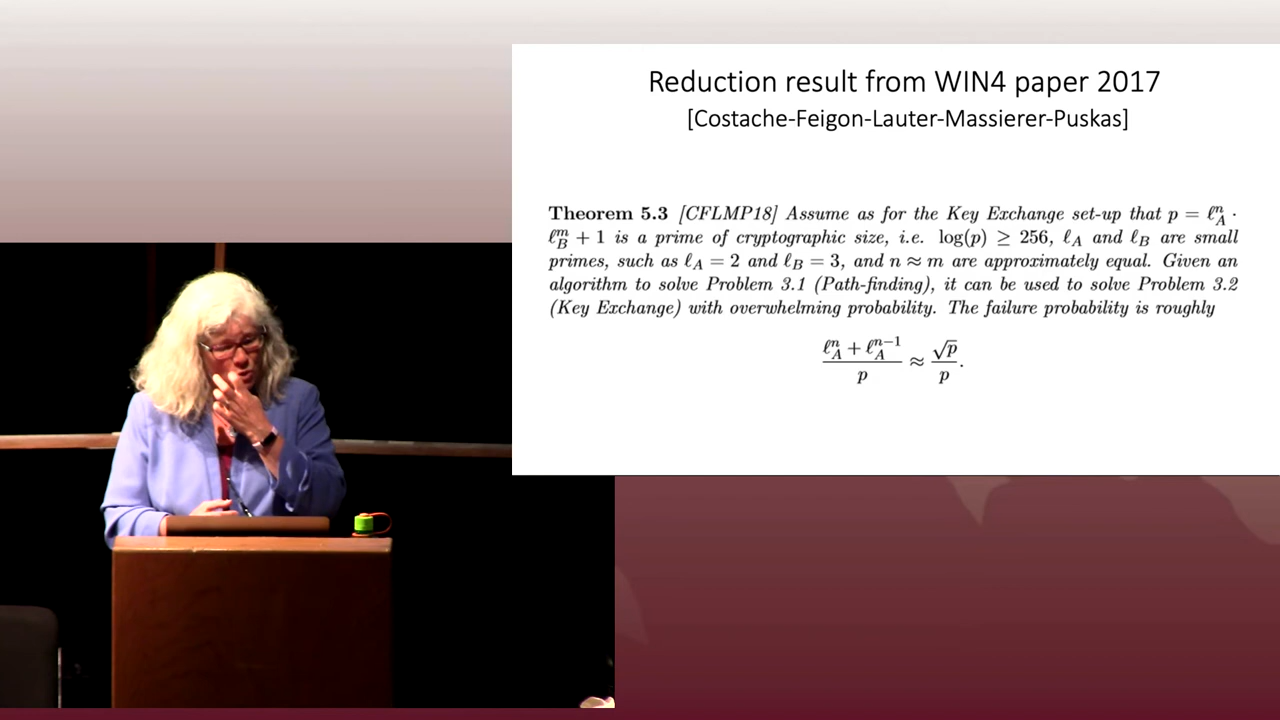 Reduction result from WIN4 paper 2017
[Costache-Feigon-Lauter-Massierer-Puskas]
Theorem 5.3 [CFLMP18] Assume as for the Key Exchange set-up that p = ℓ_A^n ·
ℓ_B^m + 1 is a prime of cryptographic size, i.e. log(p) ≥ 256, ℓ_A and ℓ_B are small
primes, such as ℓ_A = 2 and ℓ_B = 3, and n ≈ m are approximately equal. Given an
algorithm to solve Problem 3.1 (Path-finding), it can be used to solve Problem 3.2
(Key Exchange) with overwhelming probability. The failure probability is roughly
(ℓ_A^n + ℓ_A^{n−1})/p ≈ √p/p.